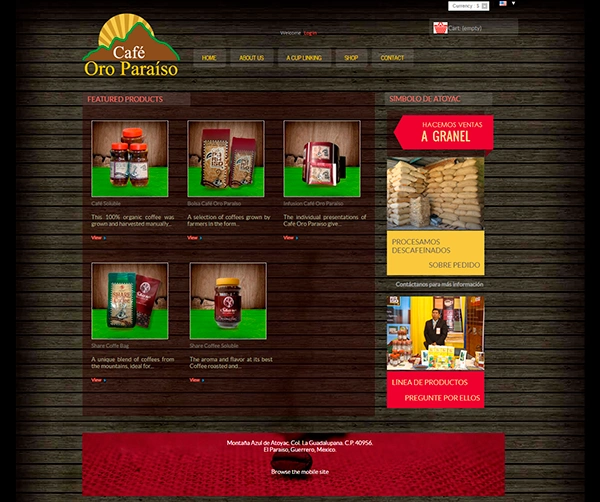 Currency $ ▼
Café
Oro Paraíso
Welcome Log in
Cart: (empty)
HOME
ABOUT US
A CUP LINKING
SHOP
CONTACT
FEATURED PRODUCTS
SÍMBOLO DE ATOYAC
HACEMOS VENTAS
A GRANEL
Café Soluble
Bolsa Café Oro Paraíso
Infusion Café Oro Paraíso
This 100% organic coffee was
grown and harvested manually...
A selection of coffees grown by
farmers in the form...
The individual presentations of
Café Oro Paraiso give...
View
View
View
PROCESAMOS
DESCAFEINADOS
SOBRE PEDIDO
Contáctanos para más información
Share Coffe Bag
Share Coffee Soluble
A unique blend of coffees from
the mountains, ideal for...
The aroma and flavor at its best
Coffee roasted and...
View
View
LÍNEA DE PRODUCTOS
PREGUNTE POR ELLOS
Montaña Azul de Atoyac. Col. La Guadalupana. C.P. 40956.
El Paraíso, Guerrero, Mexico.
Browse the mobile site